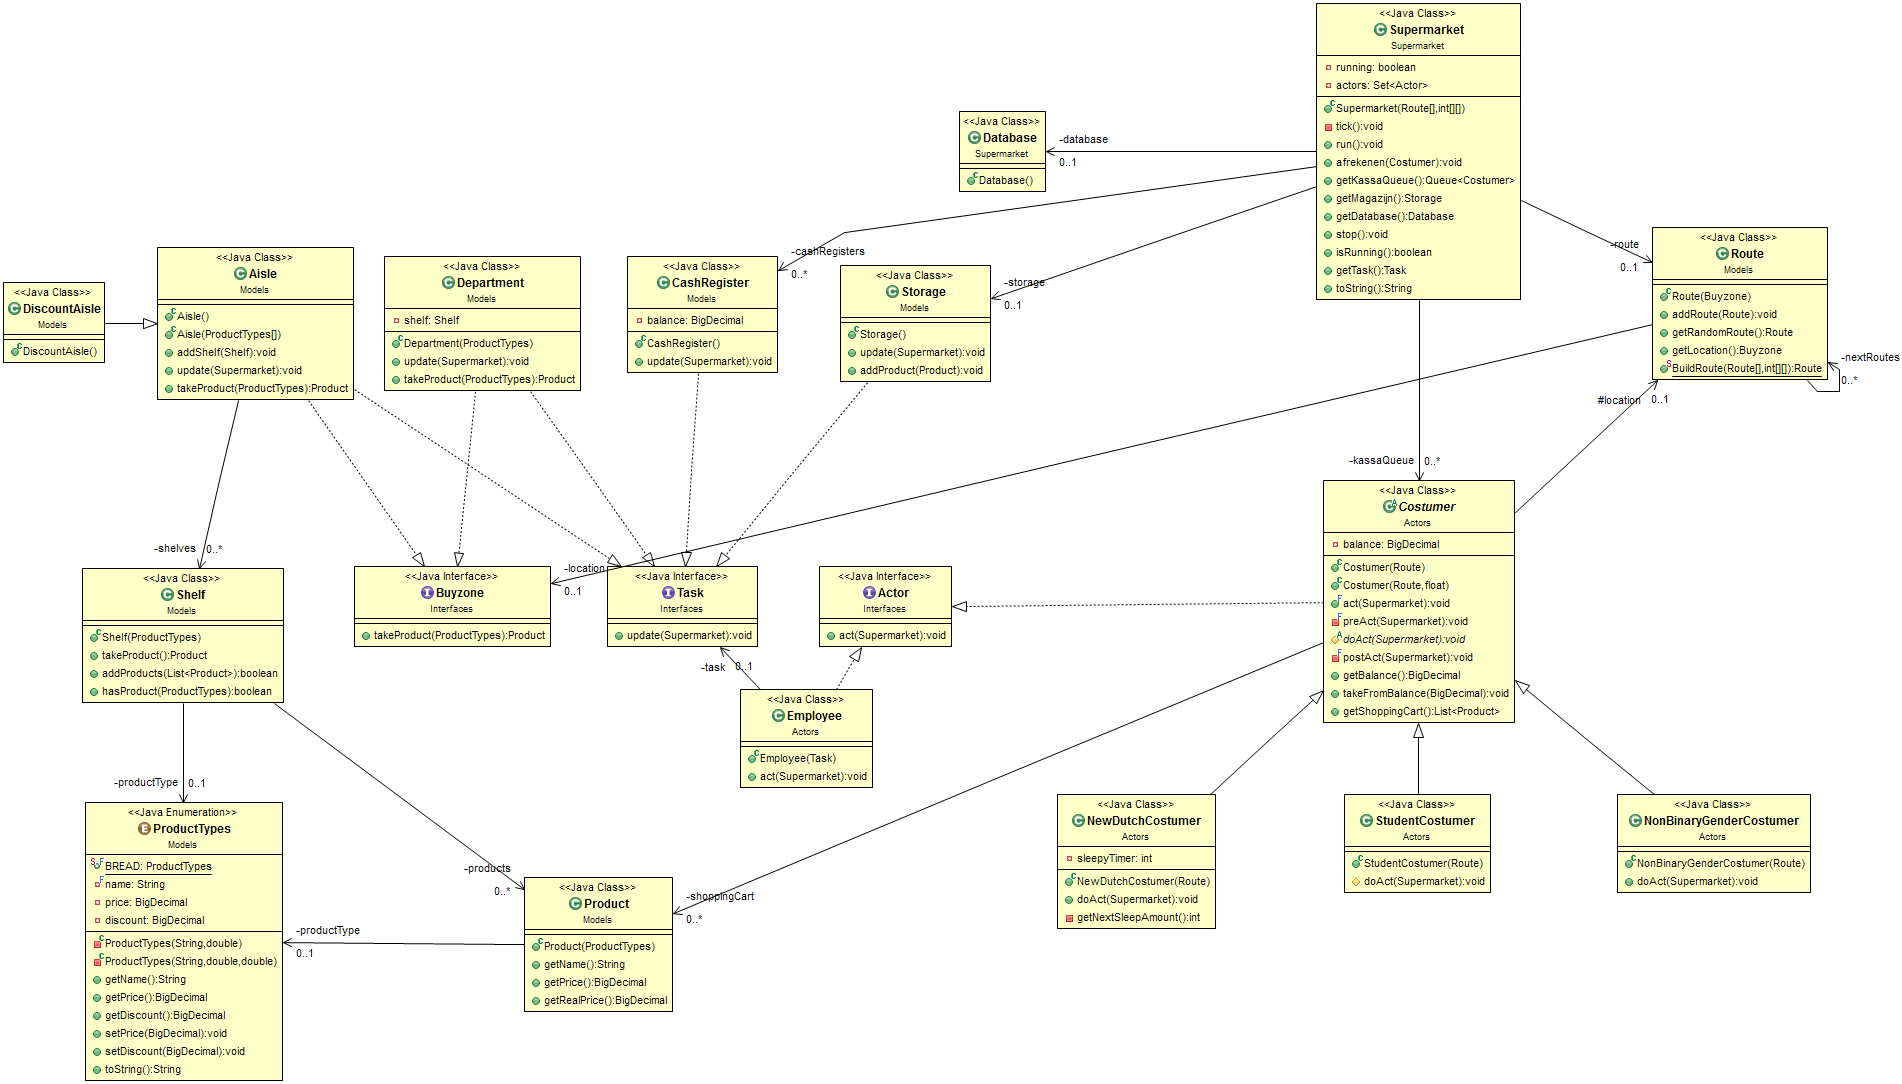 <<Java Class>>
Supermarket
Supermarket
running: boolean
actors: Set<Actor>
Supermarket(Route[],int[][])
tick():void
run():void
afrekenen(Costumer):void
getKassaQueue():Queue<Costumer>
getMagazijn():Storage
getDatabase():Database
stop():void
isRunning():boolean
getTask():Task
toString():String
<<Java Class>>
Database
Supermarket
Database()
-database
0..1
-cashRegisters
0..*
-storage
0..1
-route
0..1
<<Java Class>>
Route
Models
Route(Buyzone)
addRoute(Route):void
getRandomRoute():Route
getLocation():Buyzone
BuildRoute(Route[],int[][]):Route
-nextRoutes
0..*
#location
0..1
-kassaQueue
0..*
<<Java Class>>
DiscountAisle
Models
DiscountAisle()
<<Java Class>>
Aisle
Models
Aisle()
Aisle(ProductTypes[])
addShelf(Shelf):void
update(Supermarket):void
takeProduct(ProductTypes):Product
<<Java Class>>
Department
Models
shelf: Shelf
Department(ProductTypes)
update(Supermarket):void
takeProduct(ProductTypes):Product
<<Java Class>>
CashRegister
Models
balance: BigDecimal
CashRegister()
update(Supermarket):void
<<Java Class>>
Storage
Models
Storage()
update(Supermarket):void
addProduct(Product):void
-shelves
0..*
<<Java Class>>
Shelf
Models
Shelf(ProductTypes)
takeProduct():Product
addProducts(List<Product>):boolean
hasProduct(ProductTypes):boolean
<<Java Interface>>
Buyzone
Interfaces
takeProduct(ProductTypes):Product
-location
0..1
<<Java Interface>>
Task
Interfaces
update(Supermarket):void
<<Java Interface>>
Actor
Interfaces
act(Supermarket):void
-task
0..1
<<Java Class>>
Employee
Actors
Employee(Task)
act(Supermarket):void
<<Java Class>>
Costumer
Actors
balance: BigDecimal
Costumer(Route)
Costumer(Route,float)
act(Supermarket):void
preAct(Supermarket):void
doAct(Supermarket):void
postAct(Supermarket):void
getBalance():BigDecimal
takeFromBalance(BigDecimal):void
getShoppingCart():List<Product>
-productType
0..1
<<Java Enumeration>>
ProductTypes
Models
BREAD: ProductTypes
name: String
price: BigDecimal
discount: BigDecimal
ProductTypes(String,double)
ProductTypes(String,double,double)
getName():String
getPrice():BigDecimal
getDiscount():BigDecimal
setPrice(BigDecimal):void
setDiscount(BigDecimal):void
toString():String
-products
0..*
-productType
0..1
<<Java Class>>
Product
Models
Product(ProductTypes)
getName():String
getPrice():BigDecimal
getRealPrice():BigDecimal
-shoppingCart
0..*
<<Java Class>>
NewDutchCostumer
Actors
sleepyTimer: int
NewDutchCostumer(Route)
doAct(Supermarket):void
getNextSleepAmount():int
<<Java Class>>
StudentCostumer
Actors
StudentCostumer(Route)
doAct(Supermarket):void
<<Java Class>>
NonBinaryGenderCostumer
Actors
NonBinaryGenderCostumer(Route)
doAct(Supermarket):void